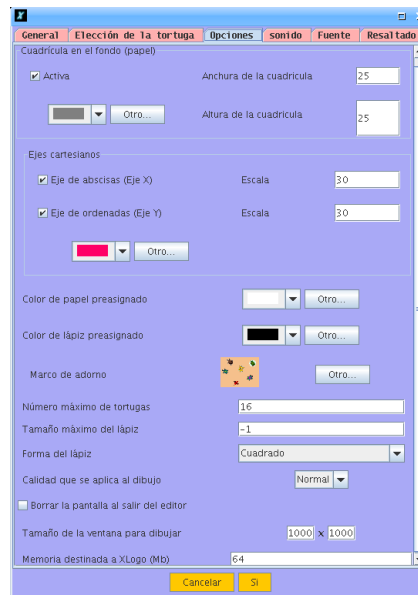 General Elección de la tortuga Opciones sonido Fuente Resaltado
Cuadrícula en el fondo (papel)
Activa Anchura de la cuadricula 25
Otro... Altura de la cuadricula 25
Ejes cartesianos
Eje de abscisas (Eje X) Escala 30
Eje de ordenadas (Eje Y) Escala 30
Otro...
Color de papel preasignado Otro...
Color de lápiz preasignado Otro...
Marco de adorno Otro...
Número máximo de tortugas 16
Tamaño máximo del lápiz -1
Forma del lápiz Cuadrado
Calidad que se aplica al dibujo Normal
Borrar la pantalla al salir del editor
Tamaño de la ventana para dibujar 1000 x 1000
Memoria destinada a XLogo (Mb) 64
Cancelar Si